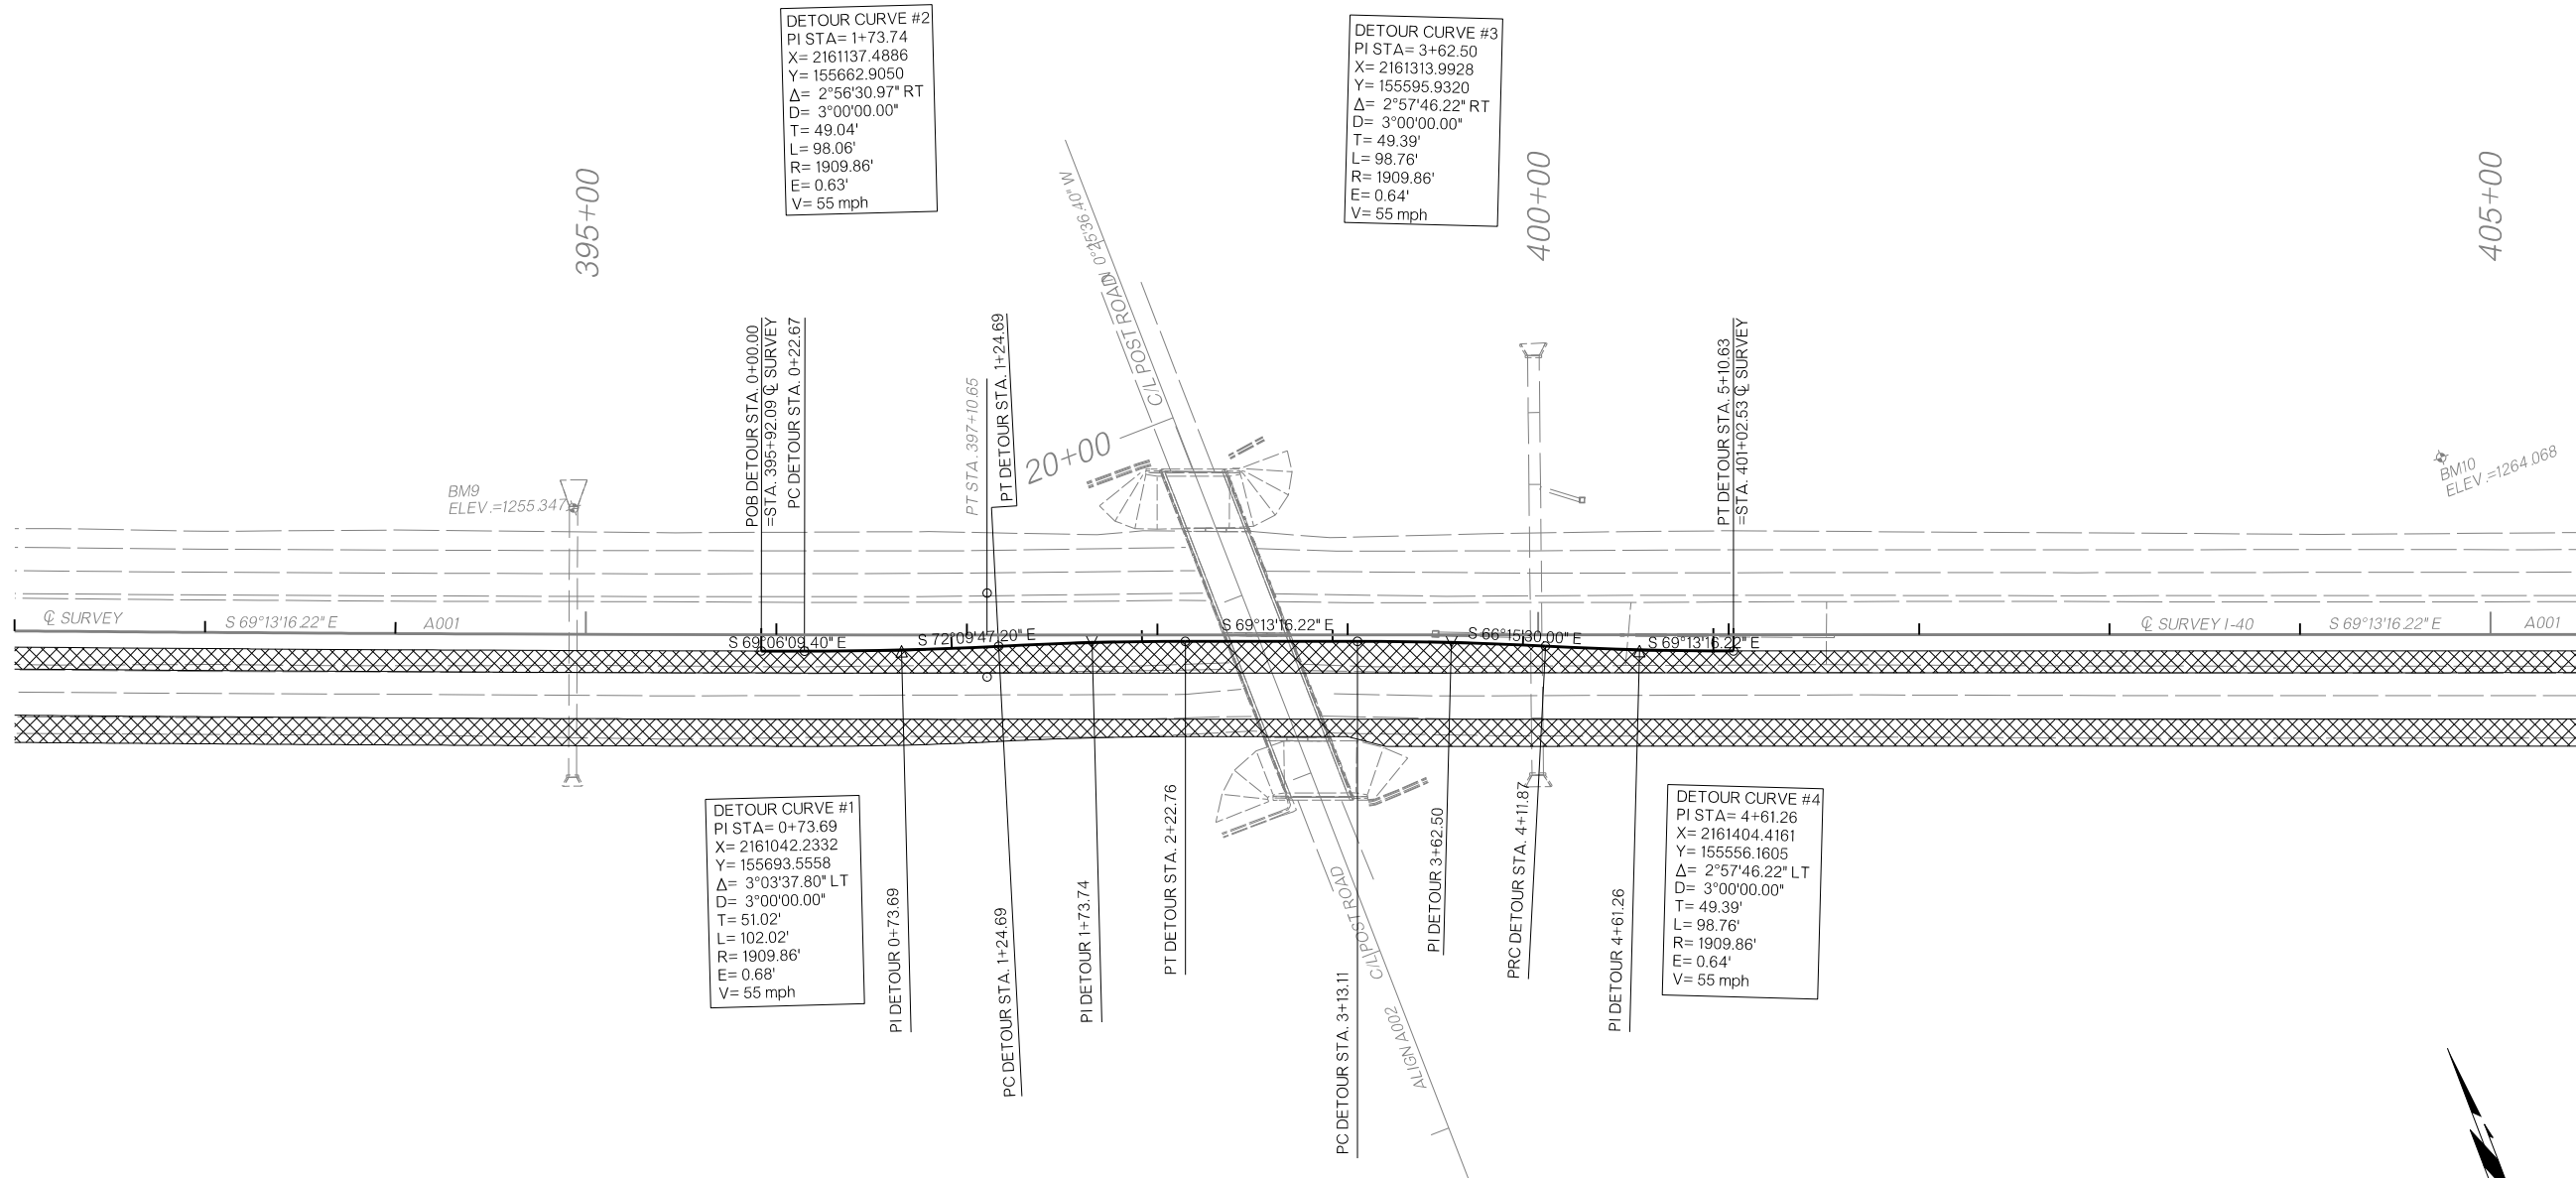 DETOUR CURVE #2
PI STA= 1+73.74
X= 2161137.4886
Y= 155662.9050
Δ= 2°56'30.97" RT
D= 3°00'00.00"
T= 49.04'
L= 98.06'
R= 1909.86'
E= 0.63'
V= 55 mph
DETOUR CURVE #3
PI STA= 3+62.50
X= 2161313.9928
Y= 155595.9320
Δ= 2°57'46.22" RT
D= 3°00'00.00"
T= 49.39'
L= 98.76'
R= 1909.86'
E= 0.64'
V= 55 mph
395+00
400+00
405+00
0°25'36.40" W
C/L POST ROAD
20+00
POB DETOUR STA. 0+00.00
=STA. 395+92.09 ℄ SURVEY
PC DETOUR STA. 0+22.67
PT STA. 397+10.65
PT DETOUR STA. 1+24.69
PT DETOUR STA. 5+10.63
=STA. 401+02.53 ℄ SURVEY
BM9
ELEV.=1255.347
BM10
ELEV.=1264.068
℄ SURVEY
S 69°13'16.22" E
A001
S 69°06'09.40" E
S 72°09'47.20" E
S 69°13'16.22" E
S 66°15'30.00" E
S 69°13'16.22" E
℄ SURVEY I-40
S 69°13'16.22" E
A001
DETOUR CURVE #1
PI STA= 0+73.69
X= 2161042.2332
Y= 155693.5558
Δ= 3°03'37.80" LT
D= 3°00'00.00"
T= 51.02'
L= 102.02'
R= 1909.86'
E= 0.68'
V= 55 mph
PI DETOUR 0+73.69
PC DETOUR STA. 1+24.69
PI DETOUR 1+73.74
PT DETOUR STA. 2+22.76
PC DETOUR STA. 3+13.11
C/L POST ROAD
ALIGN A002
PI DETOUR 3+62.50
PRC DETOUR STA. 4+11.87
PI DETOUR 4+61.26
DETOUR CURVE #4
PI STA= 4+61.26
X= 2161404.4161
Y= 155556.1605
Δ= 2°57'46.22" LT
D= 3°00'00.00"
T= 49.39'
L= 98.76'
R= 1909.86'
E= 0.64'
V= 55 mph